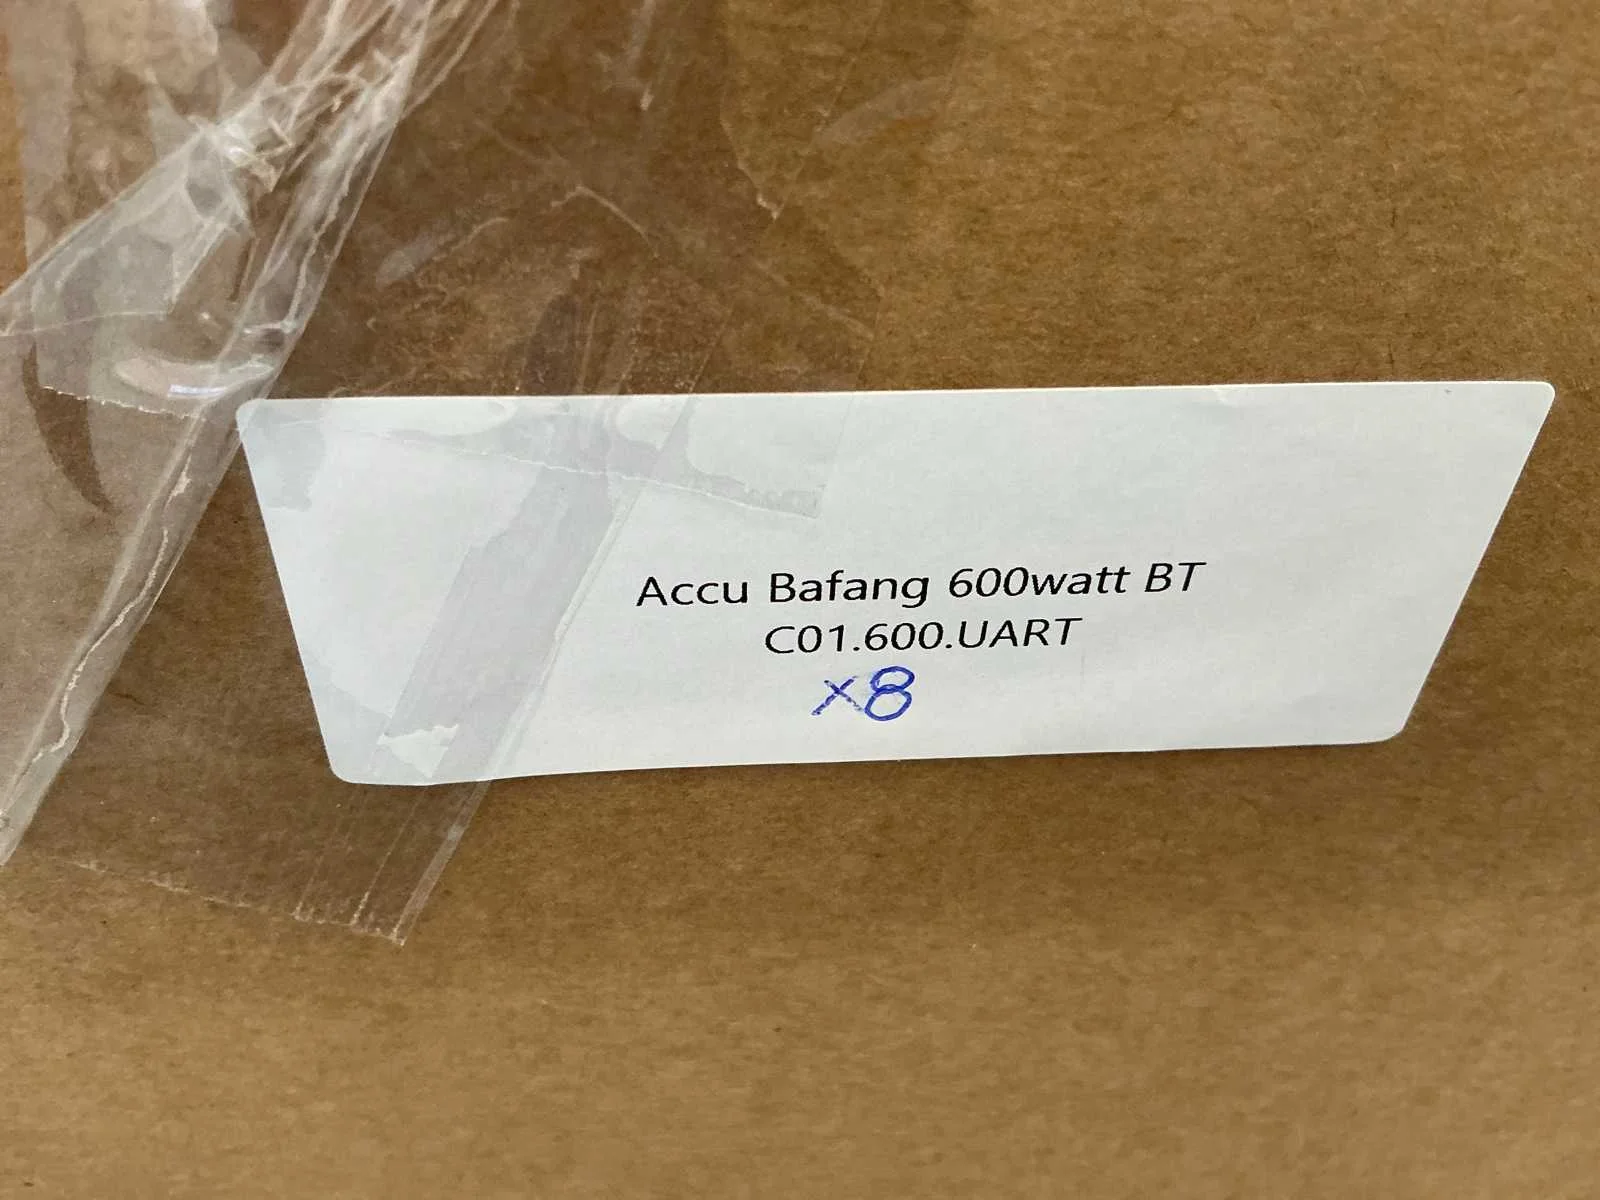 Accu Bafang 600watt BT
C01.600.UART
x8